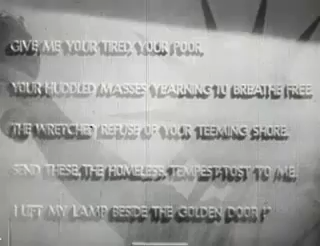 GIVE ME YOUR TIRED, YOUR POOR,
YOUR HUDDLED MASSES YEARNING TO BREATHE FREE,
THE WRETCHED REFUSE OF YOUR TEEMING SHORE,
SEND THESE, THE HOMELESS, TEMPEST-TOST TO ME,
I LIFT MY LAMP BESIDE THE GOLDEN DOOR!"